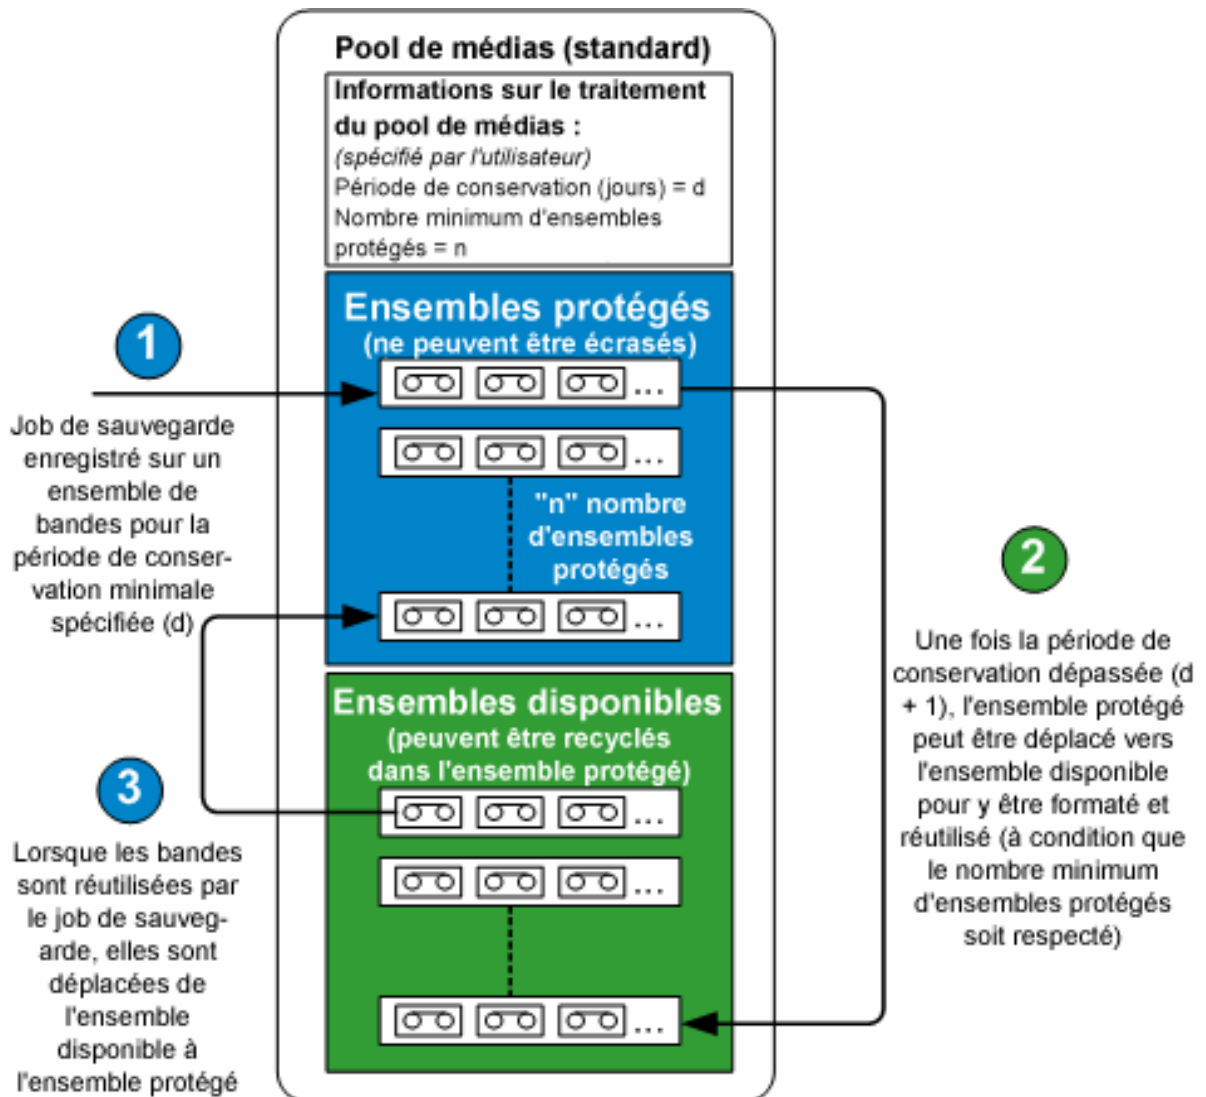 Pool de médias (standard)
Informations sur le traitement
du pool de médias :
(spécifié par l'utilisateur)
Période de conservation (jours) = d
Nombre minimum d'ensembles
protégés = n
Ensembles protégés
(ne peuvent être écrasés)
...
...
"n" nombre
d'ensembles
protégés
...
1
Job de sauvegarde
enregistré sur un
ensemble de
bandes pour la
période de conser-
vation minimale
spécifiée (d)
2
Une fois la période de
conservation dépassée (d
+ 1), l'ensemble protégé
peut être déplacé vers
l'ensemble disponible
pour y être formaté et
réutilisé (à condition que
le nombre minimum
d'ensembles protégés
soit respecté)
Ensembles disponibles
(peuvent être recyclés
dans l'ensemble protégé)
...
...
...
3
Lorsque les bandes
sont réutilisées par
le job de sauveg-
arde, elles sont
déplacées de
l'ensemble
disponible à
l'ensemble protégé